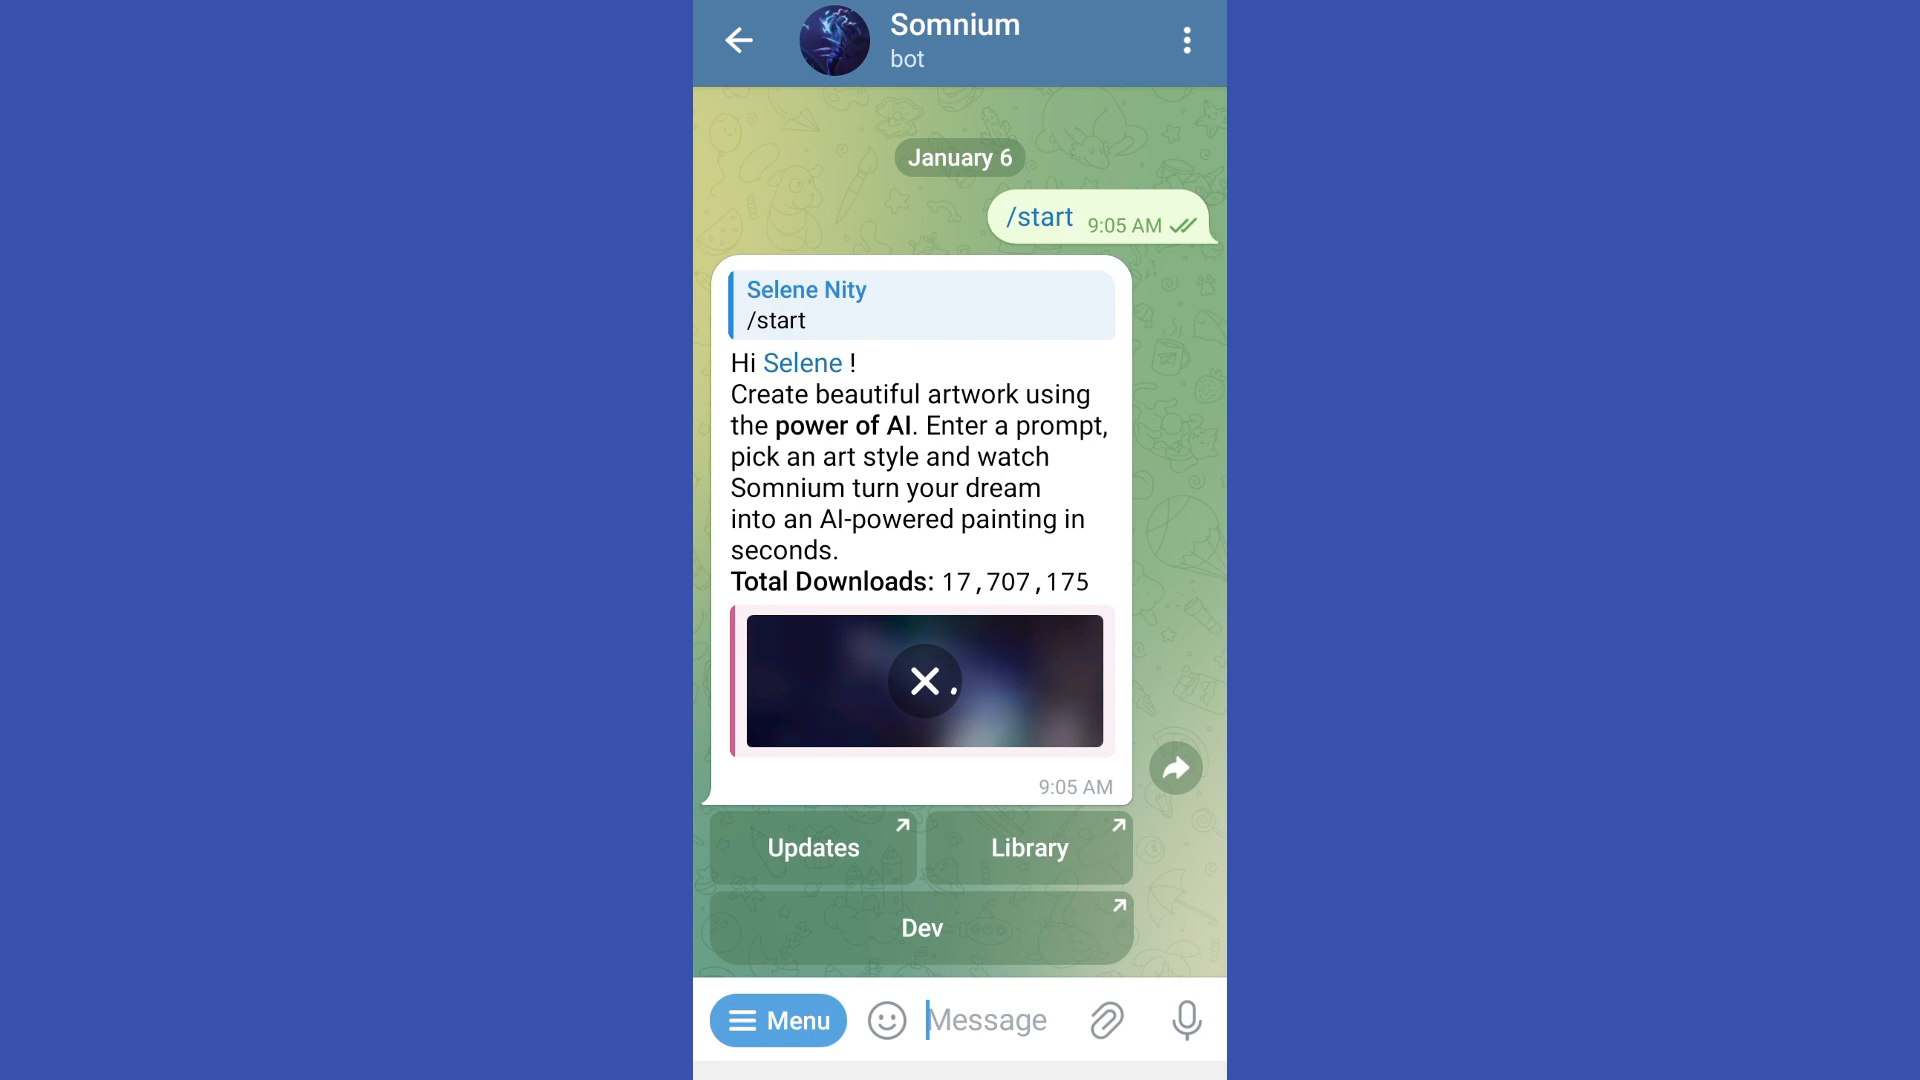 Somnium
bot
January 6
/start 9:05 AM
Selene Nity
/start
Hi Selene !
Create beautiful artwork using
the power of AI. Enter a prompt,
pick an art style and watch
Somnium turn your dream
into an AI-powered painting in
seconds.
Total Downloads: 17,707,175
9:05 AM
Updates Library
Dev
Menu Message